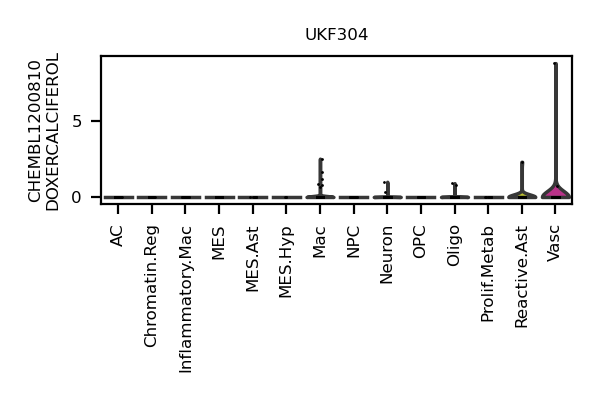 UKF304
CHEMBL1200810
DOXERCALCIFEROL
5
0
AC
Chromatin.Reg
Inflammatory.Mac
MES
MES.Ast
MES.Hyp
Mac
NPC
Neuron
OPC
Oligo
Prolif.Metab
Reactive.Ast
Vasc